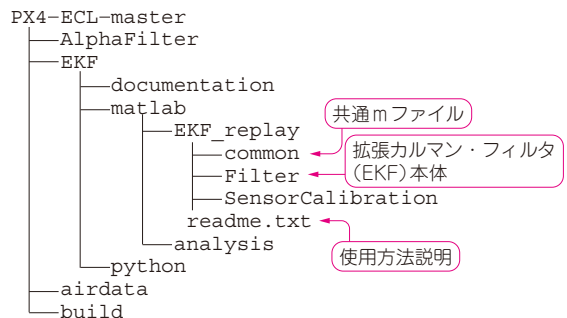 PX4-ECL-master
AlphaFilter
EKF
documentation
matlab
共通mファイル
EKF_replay
common
拡張カルマン・フィルタ
(EKF)本体
Filter
SensorCalibration
readme.txt
使用方法説明
analysis
python
airdata
build